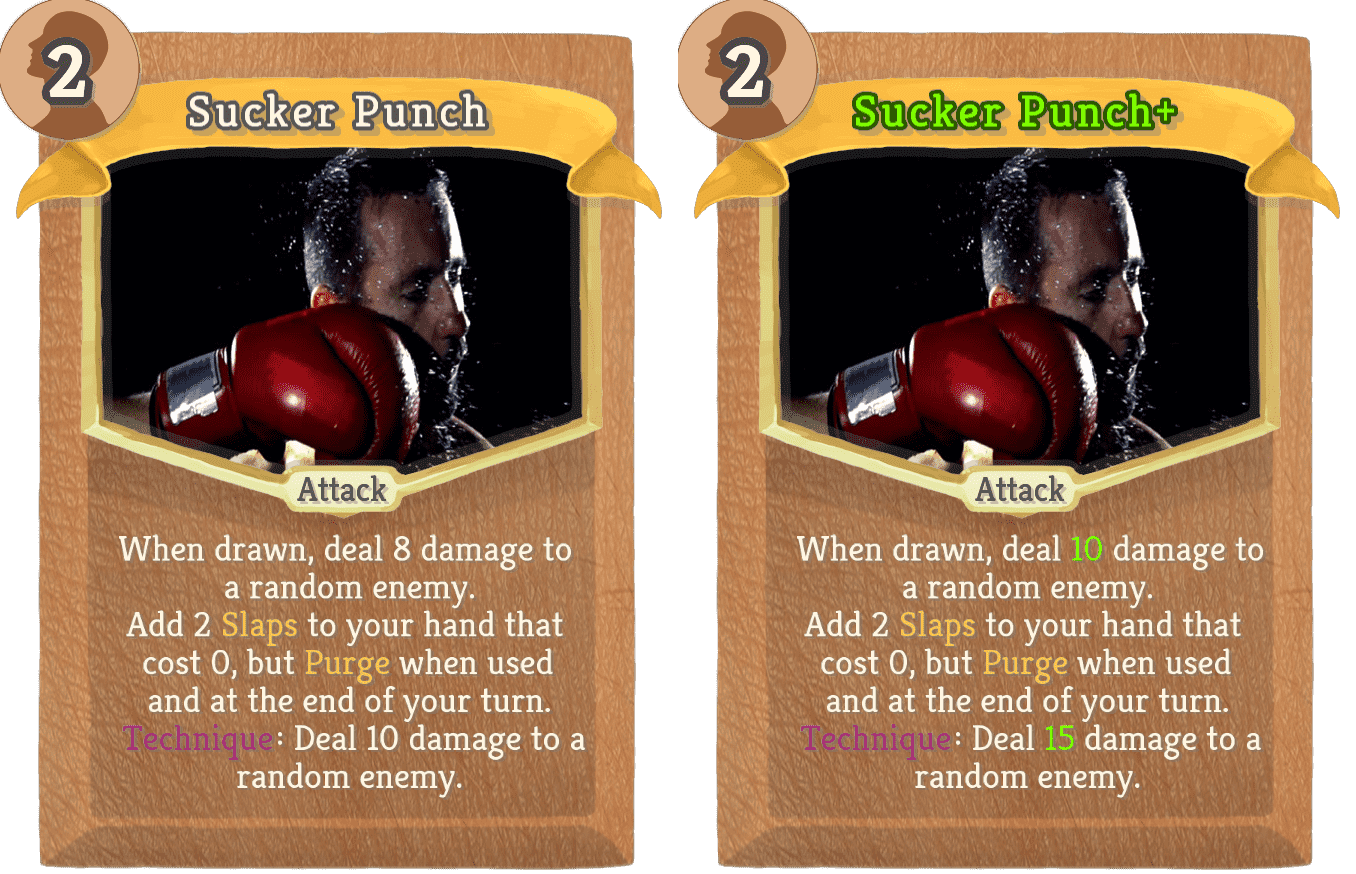 2
Sucker Punch
Attack
When drawn, deal 8 damage to
a random enemy.
Add 2 Slaps to your hand that
cost 0, but Purge when used
and at the end of your turn.
Technique: Deal 10 damage to a
random enemy.
2
Sucker Punch+
Attack
When drawn, deal 10 damage to
a random enemy.
Add 2 Slaps to your hand that
cost 0, but Purge when used
and at the end of your turn.
Technique: Deal 15 damage to a
random enemy.